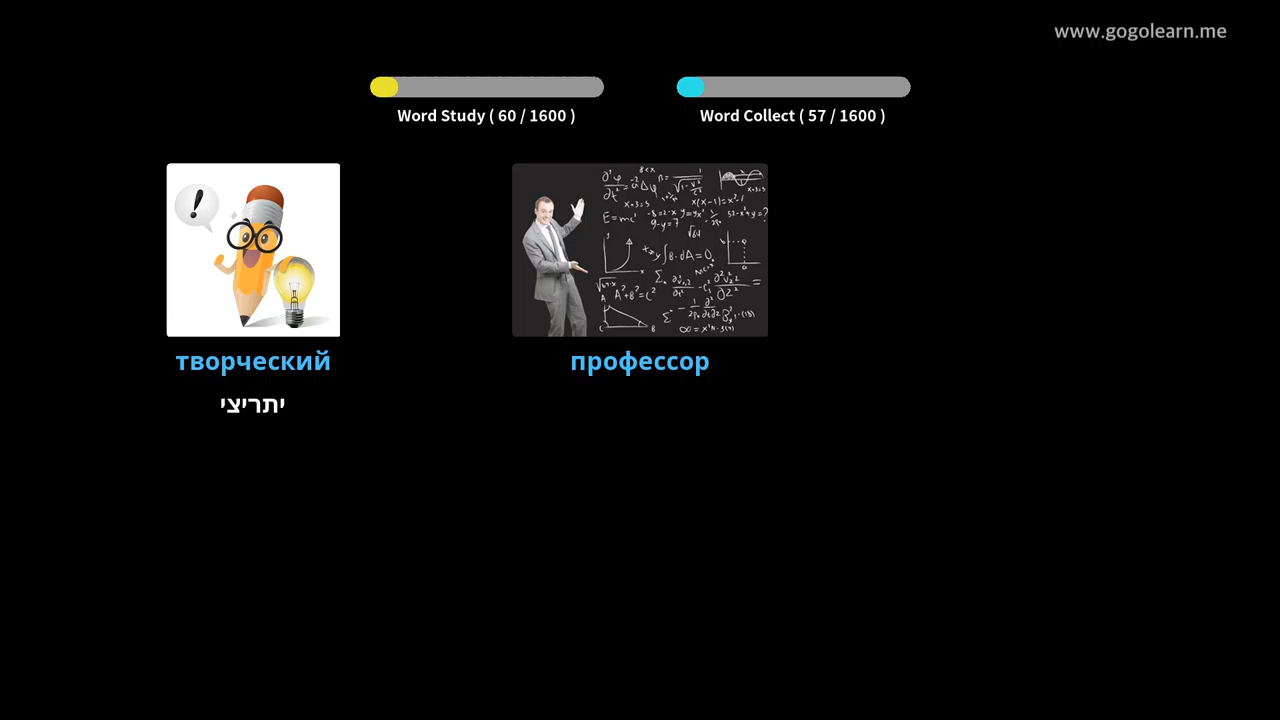 www.gogolearn.me
Word Study ( 60 / 1600 )
Word Collect ( 57 / 1600 )
творческий
יתריצי
профессор